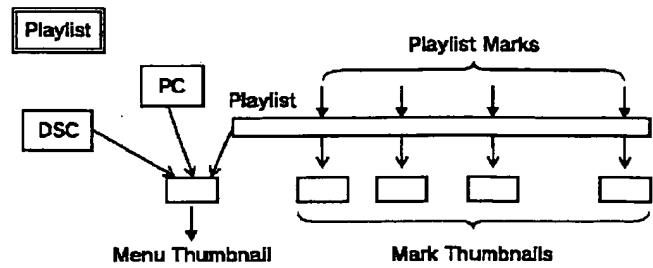 Playlist
Playlist Marks
PC
Playlist
DSC
Menu Thumbnail
Mark Thumbnails